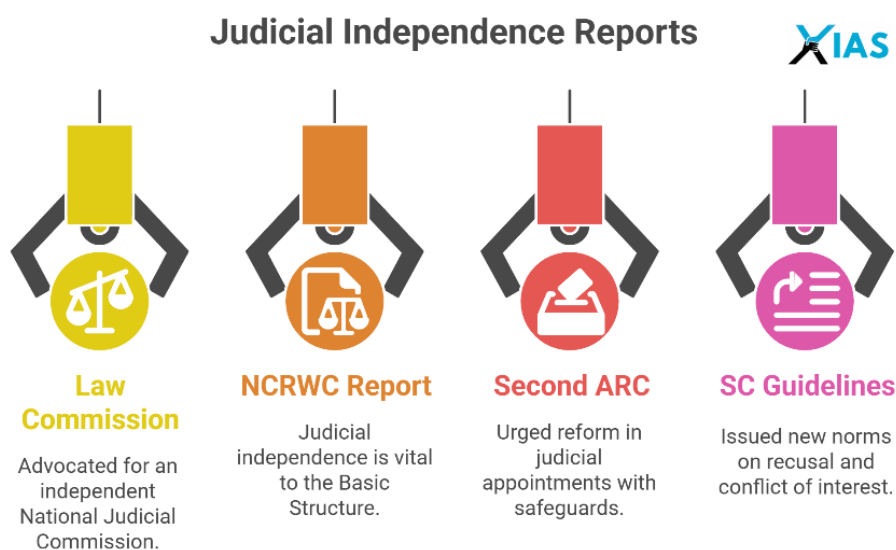 Judicial Independence Reports
XIAS
Law
Commission
Advocated for an
independent
National Judicial
Commission.
NCRWC Report
Judicial
independence is vital
to the Basic
Structure.
Second ARC
Urged reform in
judicial
appointments with
safeguards.
SC Guidelines
Issued new norms
on recusal and
conflict of interest.